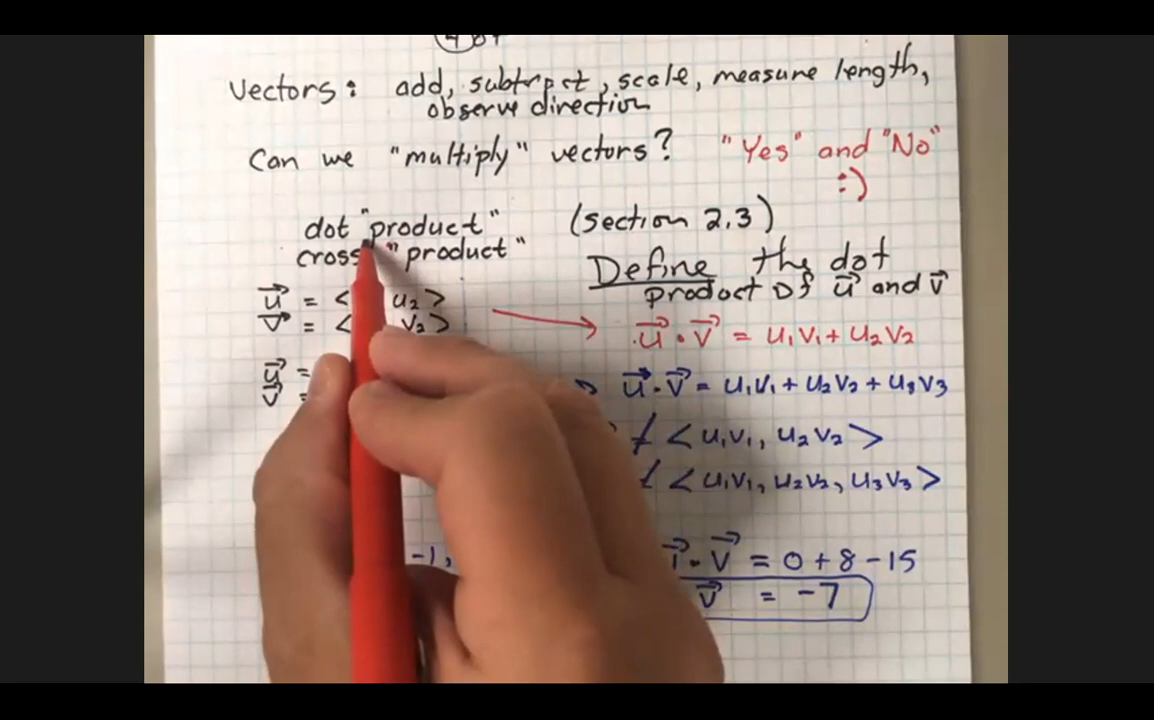 Vectors: add, subtract, scale, measure length,
observe direction
Can we "multiply" vectors? "Yes" and "No"
:)
dot "product" (section 2.3)
cross "product"
Define the dot
product of u⃗ and v⃗
u⃗ = < u₂>
v⃗ = < v₂>
u⃗ · v⃗ = u₁v₁ + u₂v₂
u⃗ =
v⃗ =
u⃗ · v⃗ = u₁v₁ + u₂v₂ + u₃v₃
≠ <u₁v₁, u₂v₂>
≠ <u₁v₁, u₂v₂, u₃v₃>
-1,
· v⃗ = 0 + 8 - 15
v⃗ = -7